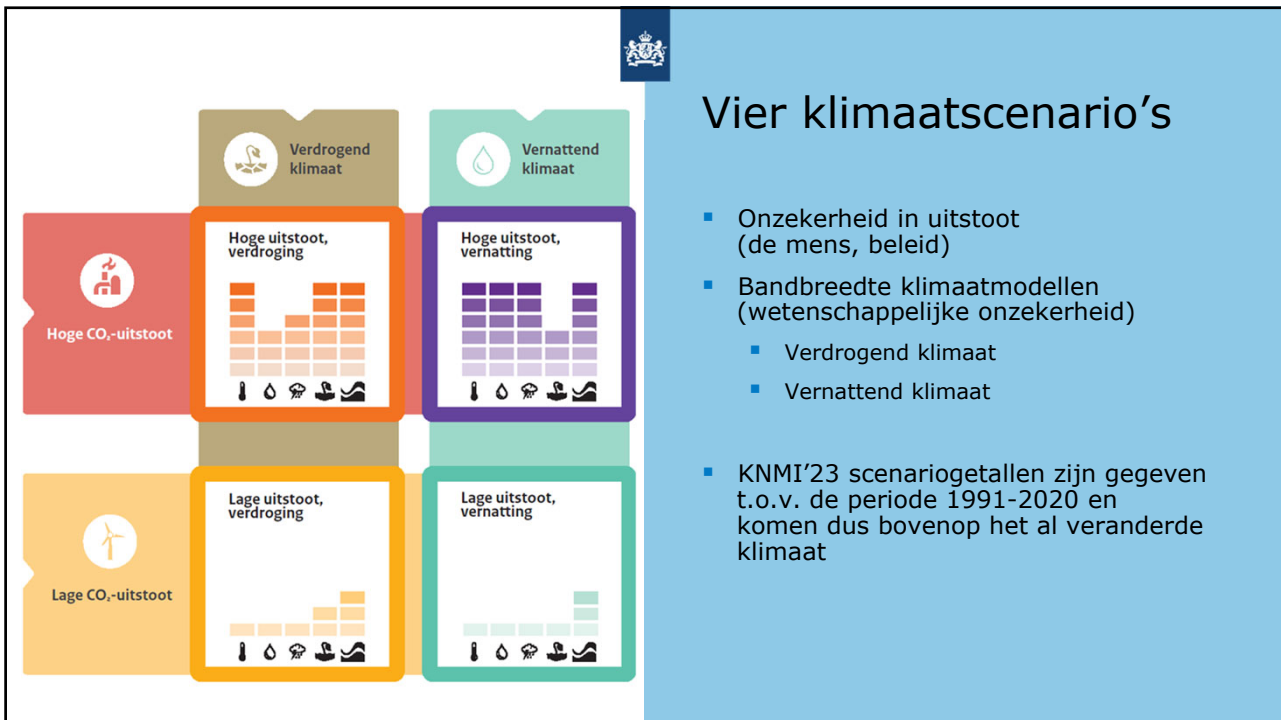 Vier klimaatscenario’s
Verdrogend
klimaat
Vernattend
klimaat
Hoge CO₂-uitstoot
Hoge uitstoot,
verdroging
Hoge uitstoot,
vernatting
Lage CO₂-uitstoot
Lage uitstoot,
verdroging
Lage uitstoot,
vernatting
▪ Onzekerheid in uitstoot
(de mens, beleid)
▪ Bandbreedte klimaatmodellen
(wetenschappelijke onzekerheid)
▪ Verdrogend klimaat
▪ Vernattend klimaat
▪ KNMI’23 scenariogetallen zijn gegeven
t.o.v. de periode 1991-2020 en
komen dus bovenop het al veranderde
klimaat